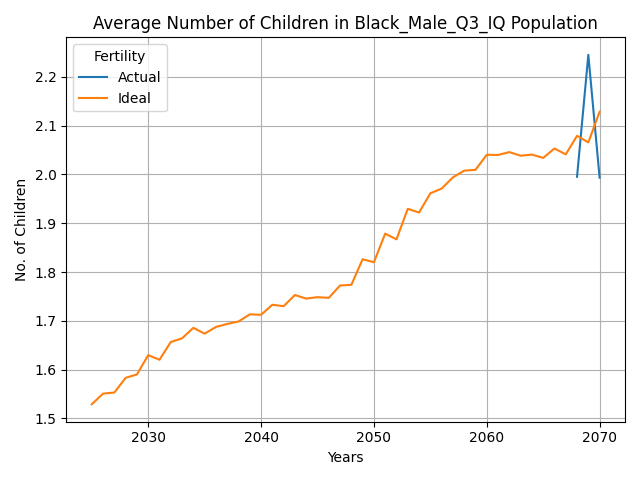 Average Number of Children in Black_Male_Q3_IQ Population
Fertility
Actual
Ideal
No. of Children
2.2
2.1
2.0
1.9
1.8
1.7
1.6
1.5
2030 2040 2050 2060 2070
Years